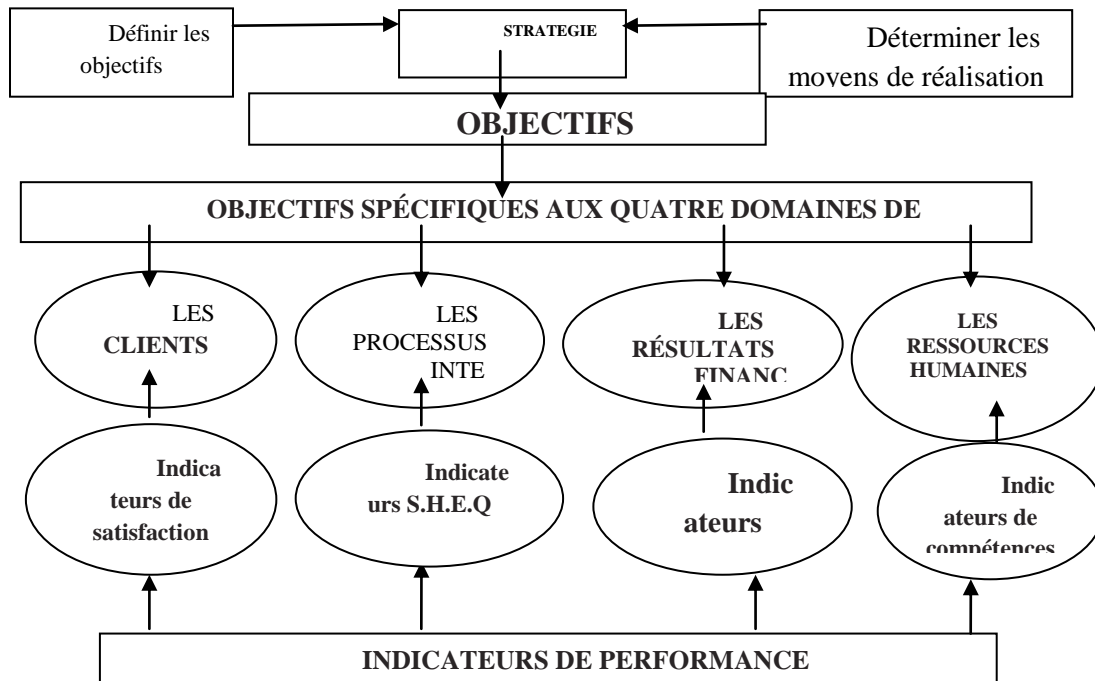 Définir les
objectifs
STRATEGIE
Déterminer les
moyens de réalisation
OBJECTIFS
OBJECTIFS SPÉCIFIQUES AUX QUATRE DOMAINES DE
LES
CLIENTS
LES
PROCESSUS
INTE
LES
RÉSULTATS
FINANC
LES
RESSOURCES
HUMAINES
Indica
teurs de
satisfaction
Indicate
urs S.H.E.Q
Indic
ateurs
Indic
ateurs de
compétences
INDICATEURS DE PERFORMANCE